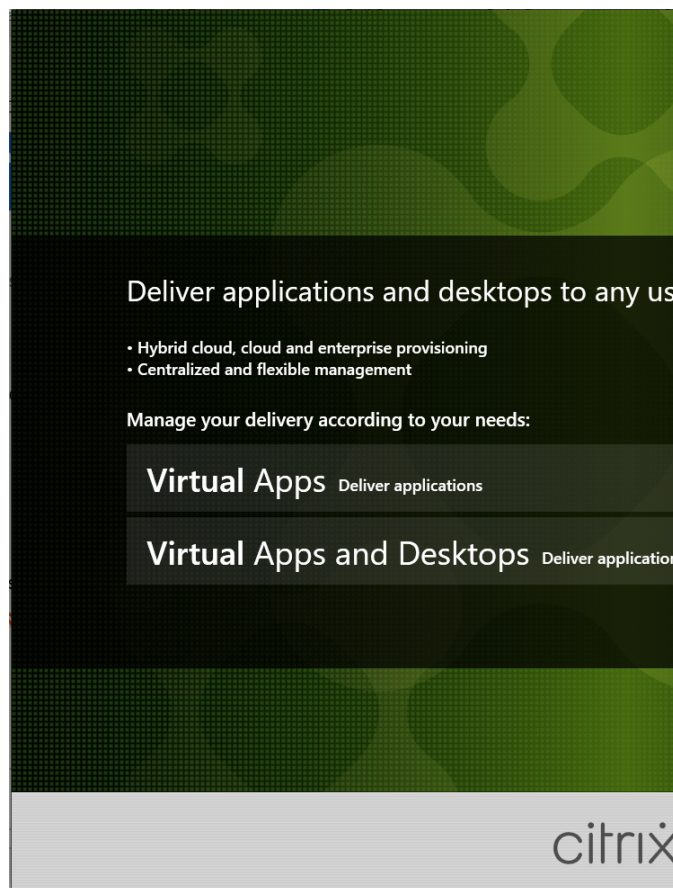 Deliver applications and desktops to any us
• Hybrid cloud, cloud and enterprise provisioning
• Centralized and flexible management
Manage your delivery according to your needs:
Virtual Apps Deliver applications
Virtual Apps and Desktops Deliver application
citrix